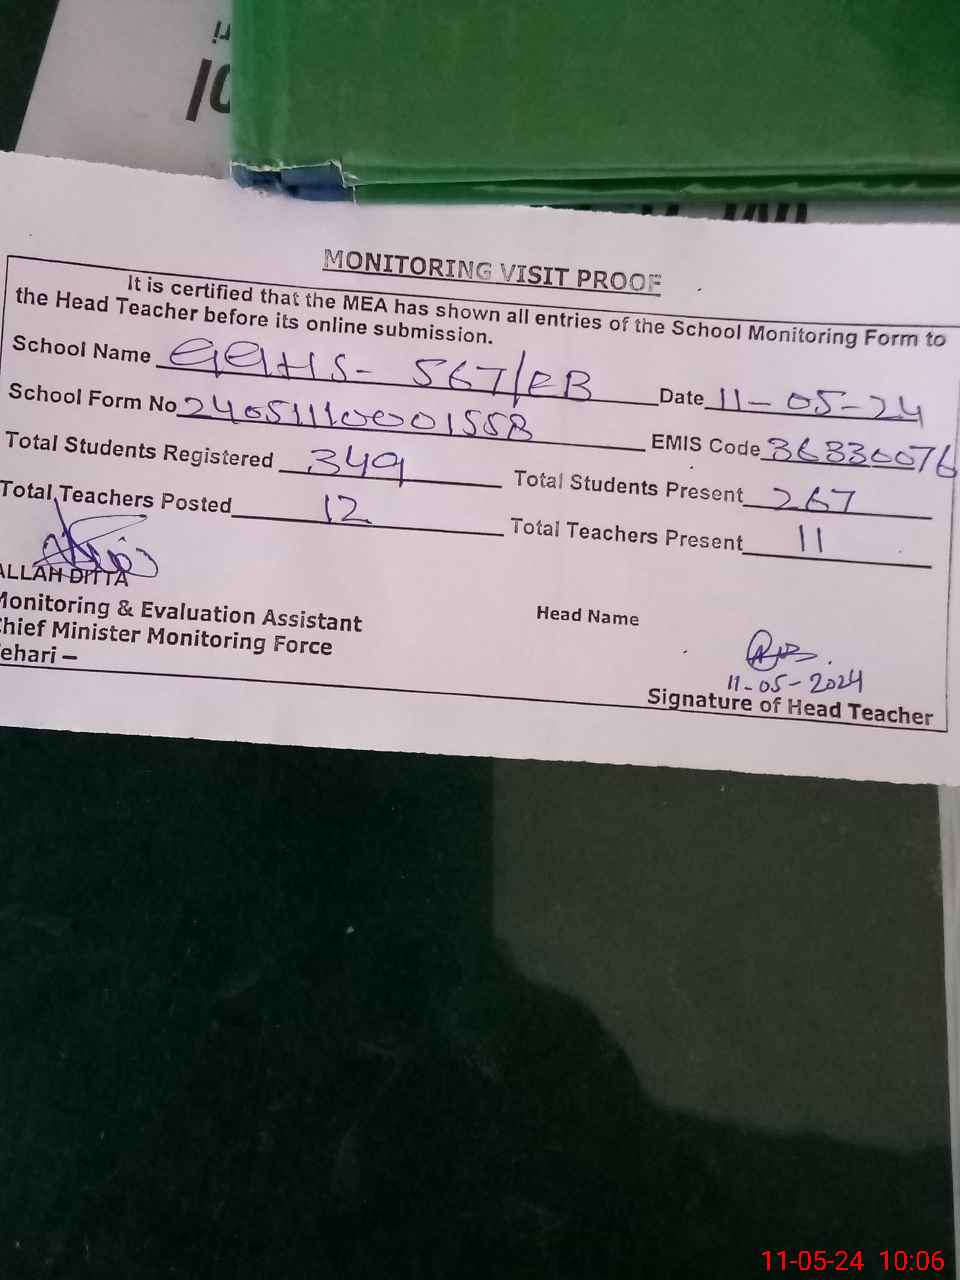 MONITORING VISIT PROOF
It is certified that the MEA has shown all entries of the School Monitoring Form to
the Head Teacher before its online submission.
School Name GGHS- 567/EB Date 11-05-24
School Form No 24051110001558 EMIS Code 36330076
Total Students Registered 349 Total Students Present 267
Total Teachers Posted 12 Total Teachers Present 11
ALLAH DITTA
Monitoring & Evaluation Assistant
Chief Minister Monitoring Force
ehari –
Head Name
11-05-2024
Signature of Head Teacher
11-05-24 10:06